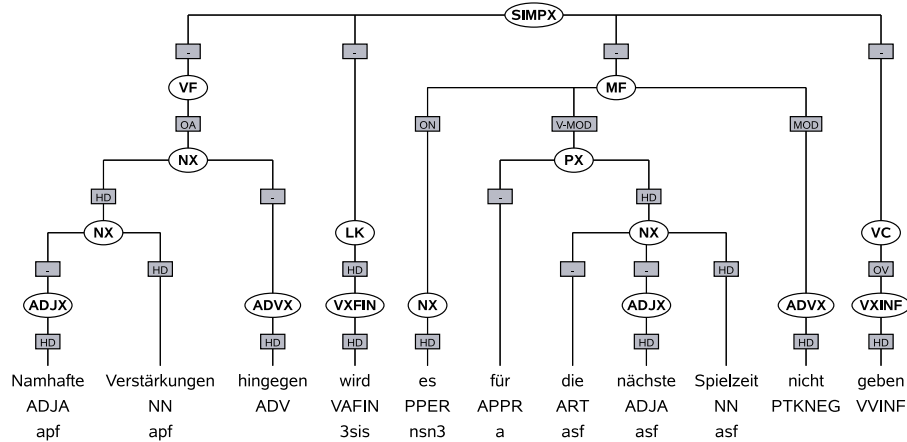 SIMPX
- - - -
VF MF
OA ON V-MOD MOD
NX PX
HD - - HD
NX LK NX VC
- HD HD - - HD OV
ADJX ADVX VXFIN NX ADJX ADVX VXINF
HD HD HD HD HD HD HD
Namhafte Verstärkungen hingegen wird es für die nächste Spielzeit nicht geben
ADJA NN ADV VAFIN PPER APPR ART ADJA NN PTKNEG VVINF
apf apf 3sis nsn3 a asf asf asf